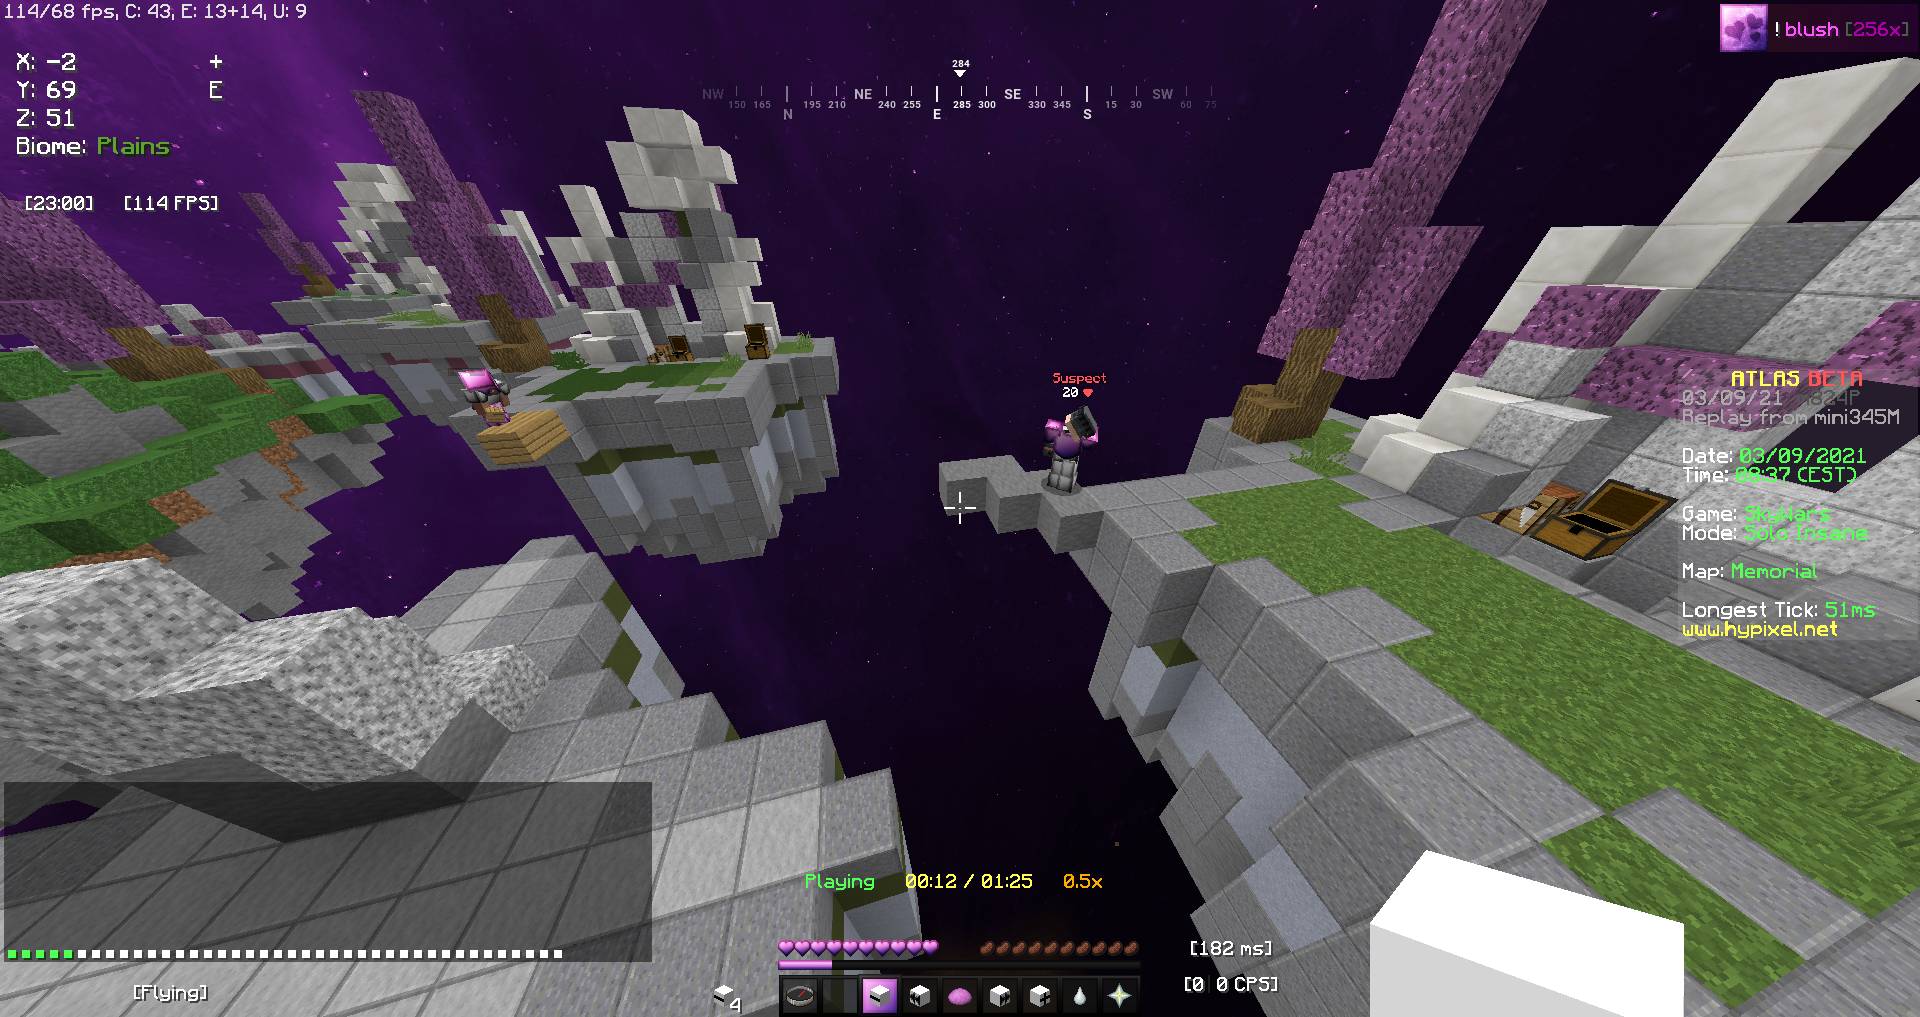 114/68 fps, C: 43, E: 13+14, U: 9
! blush [256x]
X: -2 +
Y: 69 E
Z: 51
Biome: Plains
[23:00] [114 FPS]
284
NW 150 165 195 210 NE 240 255 285 300 SE 330 345 15 30 SW 60 75
N E S
Suspect
20
ATLAS BETA
03/09/21
Replay from mini345M
Date: 03/09/2021
Time: 08:37 (CEST)
Game: SkyWars
Mode: Solo Insane
Map: Memorial
Longest Tick: 51ms
www.hypixel.net
Playing 00:12 / 01:25 0.5x
[182 ms]
[0 | 0 CPS]
[Flying]
4